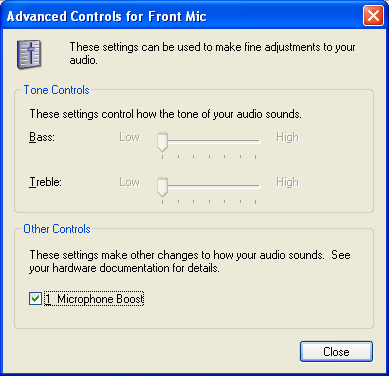 Advanced Controls for Front Mic
These settings can be used to make fine adjustments to your
audio.
Tone Controls
These settings control how the tone of your audio sounds.
Bass: Low High
Treble: Low High
Other Controls
These settings make other changes to how your audio sounds. See
your hardware documentation for details.
1 Microphone Boost
Close